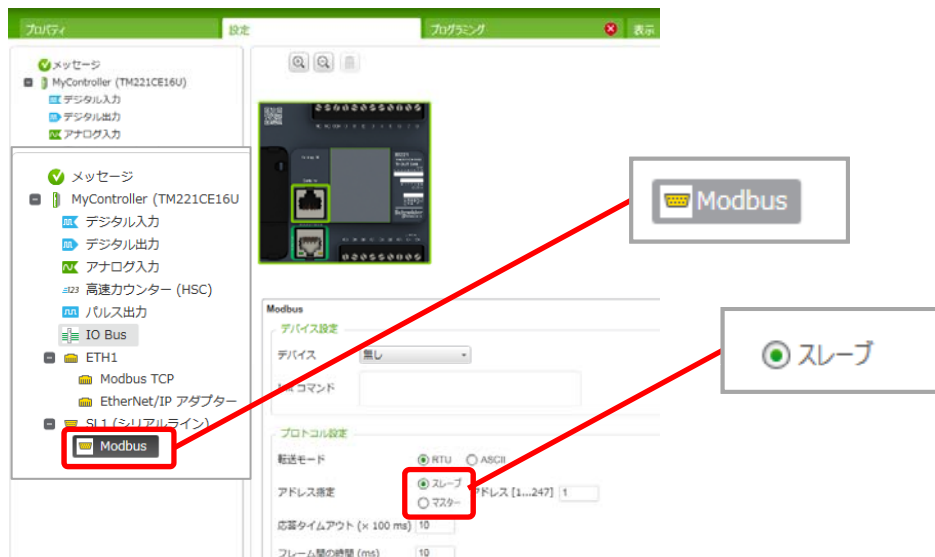 プロパティ
設定
プログラミング
表示
メッセージ
MyController (TM221CE16U)
デジタル入力
デジタル出力
アナログ入力
メッセージ
MyController (TM221CE16U
デジタル入力
デジタル出力
アナログ入力
高速カウンター (HSC)
パルス出力
IO Bus
ETH1
Modbus TCP
EtherNet/IP アダプター
SL1 (シリアルライン)
Modbus
Modbus
スレーブ
Modbus
デバイス設定
デバイス 無し
コマンド
プロトコル設定
転送モード RTU ASCII
アドレス指定 スレーブ アドレス [1...247] 1
マスター
応答タイムアウト (x 100 ms) 10
フレーム間の時間 (ms) 10